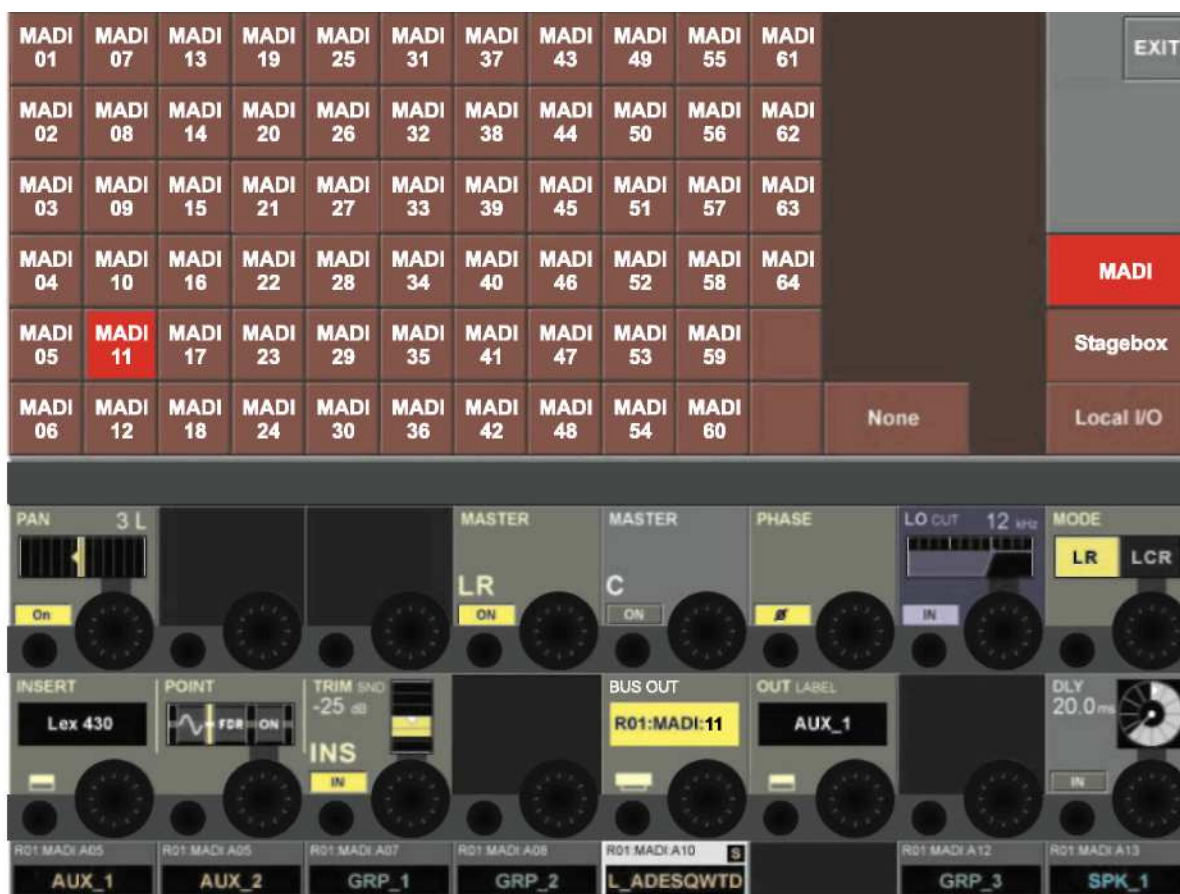 MADI 01 MADI 07 MADI 13 MADI 19 MADI 25 MADI 31 MADI 37 MADI 43 MADI 49 MADI 55 MADI 61 EXIT
MADI 02 MADI 08 MADI 14 MADI 20 MADI 26 MADI 32 MADI 38 MADI 44 MADI 50 MADI 56 MADI 62
MADI 03 MADI 09 MADI 15 MADI 21 MADI 27 MADI 33 MADI 39 MADI 45 MADI 51 MADI 57 MADI 63
MADI 04 MADI 10 MADI 16 MADI 22 MADI 28 MADI 34 MADI 40 MADI 46 MADI 52 MADI 58 MADI 64 MADI
MADI 05 MADI 11 MADI 17 MADI 23 MADI 29 MADI 35 MADI 41 MADI 47 MADI 53 MADI 59 Stagebox
MADI 06 MADI 12 MADI 18 MADI 24 MADI 30 MADI 36 MADI 42 MADI 48 MADI 54 MADI 60 None Local I/O
PAN 3 L MASTER MASTER PHASE LO CUT 12 kHz MODE
LR LCR
LR C
On ON ON Ø IN
INSERT POINT TRIM SND BUS OUT OUT LABEL DLY
-25 dB 20.0 ms
Lex 430 FDR ON R01:MADI:11 AUX_1
INS
IN IN
R01:MADI:A05 R01:MADI:A05 R01:MADI:A07 R01:MADI:A08 R01:MADI:A10 S R01:MADI:A12 R01:MADI:A13
AUX_1 AUX_2 GRP_1 GRP_2 L_ADESQWTD GRP_3 SPK_1